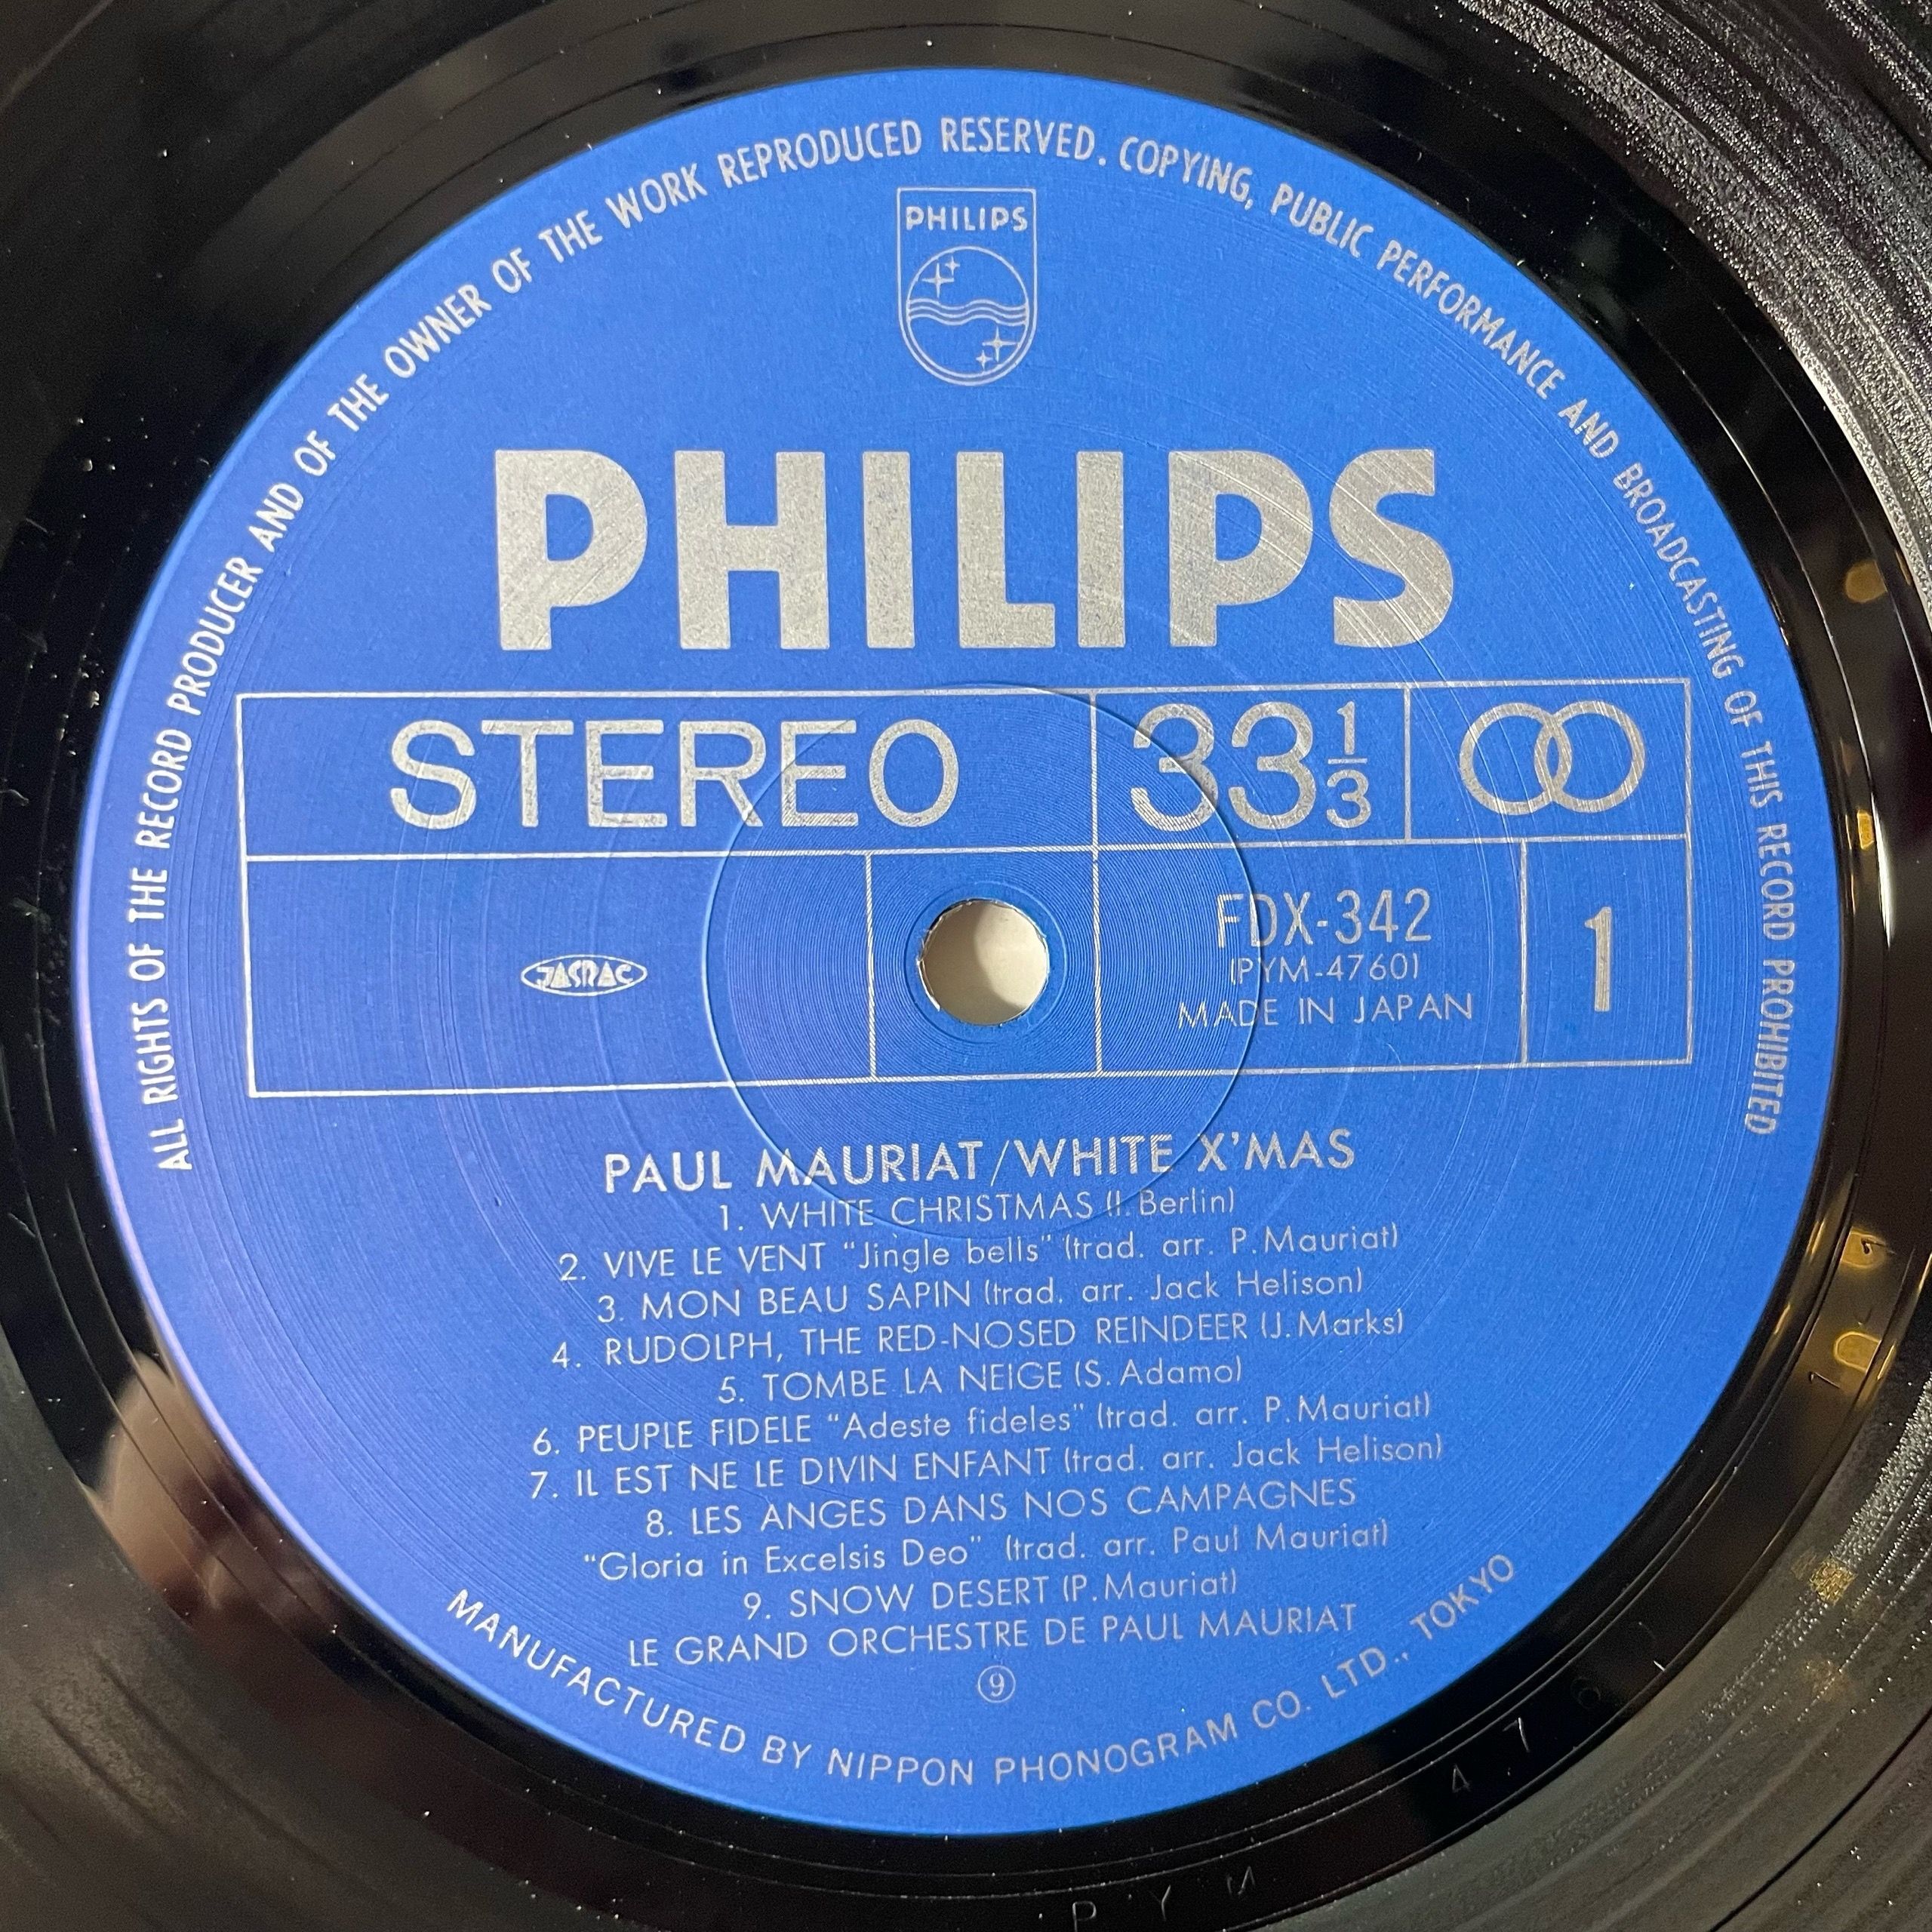 ALL RIGHTS OF THE RECORD PRODUCER AND OF THE OWNER OF THE WORK REPRODUCED RESERVED. COPYING, PUBLIC PERFORMANCE AND BROADCASTING OF THIS RECORD PROHIBITED
PHILIPS
PHILIPS
STEREO
33 1/3
JASRAC
FDX-342
(PYM-4760)
MADE IN JAPAN
1
PAUL MAURIAT/WHITE X'MAS
1. WHITE CHRISTMAS (I. Berlin)
2. VIVE LE VENT "Jingle bells" (trad. arr. P. Mauriat)
3. MON BEAU SAPIN (trad. arr. Jack Helison)
4. RUDOLPH, THE RED-NOSED REINDEER (J. Marks)
5. TOMBE LA NEIGE (S. Adamo)
6. PEUPLE FIDELE "Adeste fideles" (trad. arr. P. Mauriat)
7. IL EST NE LE DIVIN ENFANT (trad. arr. Jack Helison)
8. LES ANGES DANS NOS CAMPAGNES
"Gloria in Excelsis Deo" (trad. arr. Paul Mauriat)
9. SNOW DESERT (P. Mauriat)
LE GRAND ORCHESTRE DE PAUL MAURIAT
9
MANUFACTURED BY NIPPON PHONOGRAM CO. LTD., TOKYO
P Y M 4 7 6